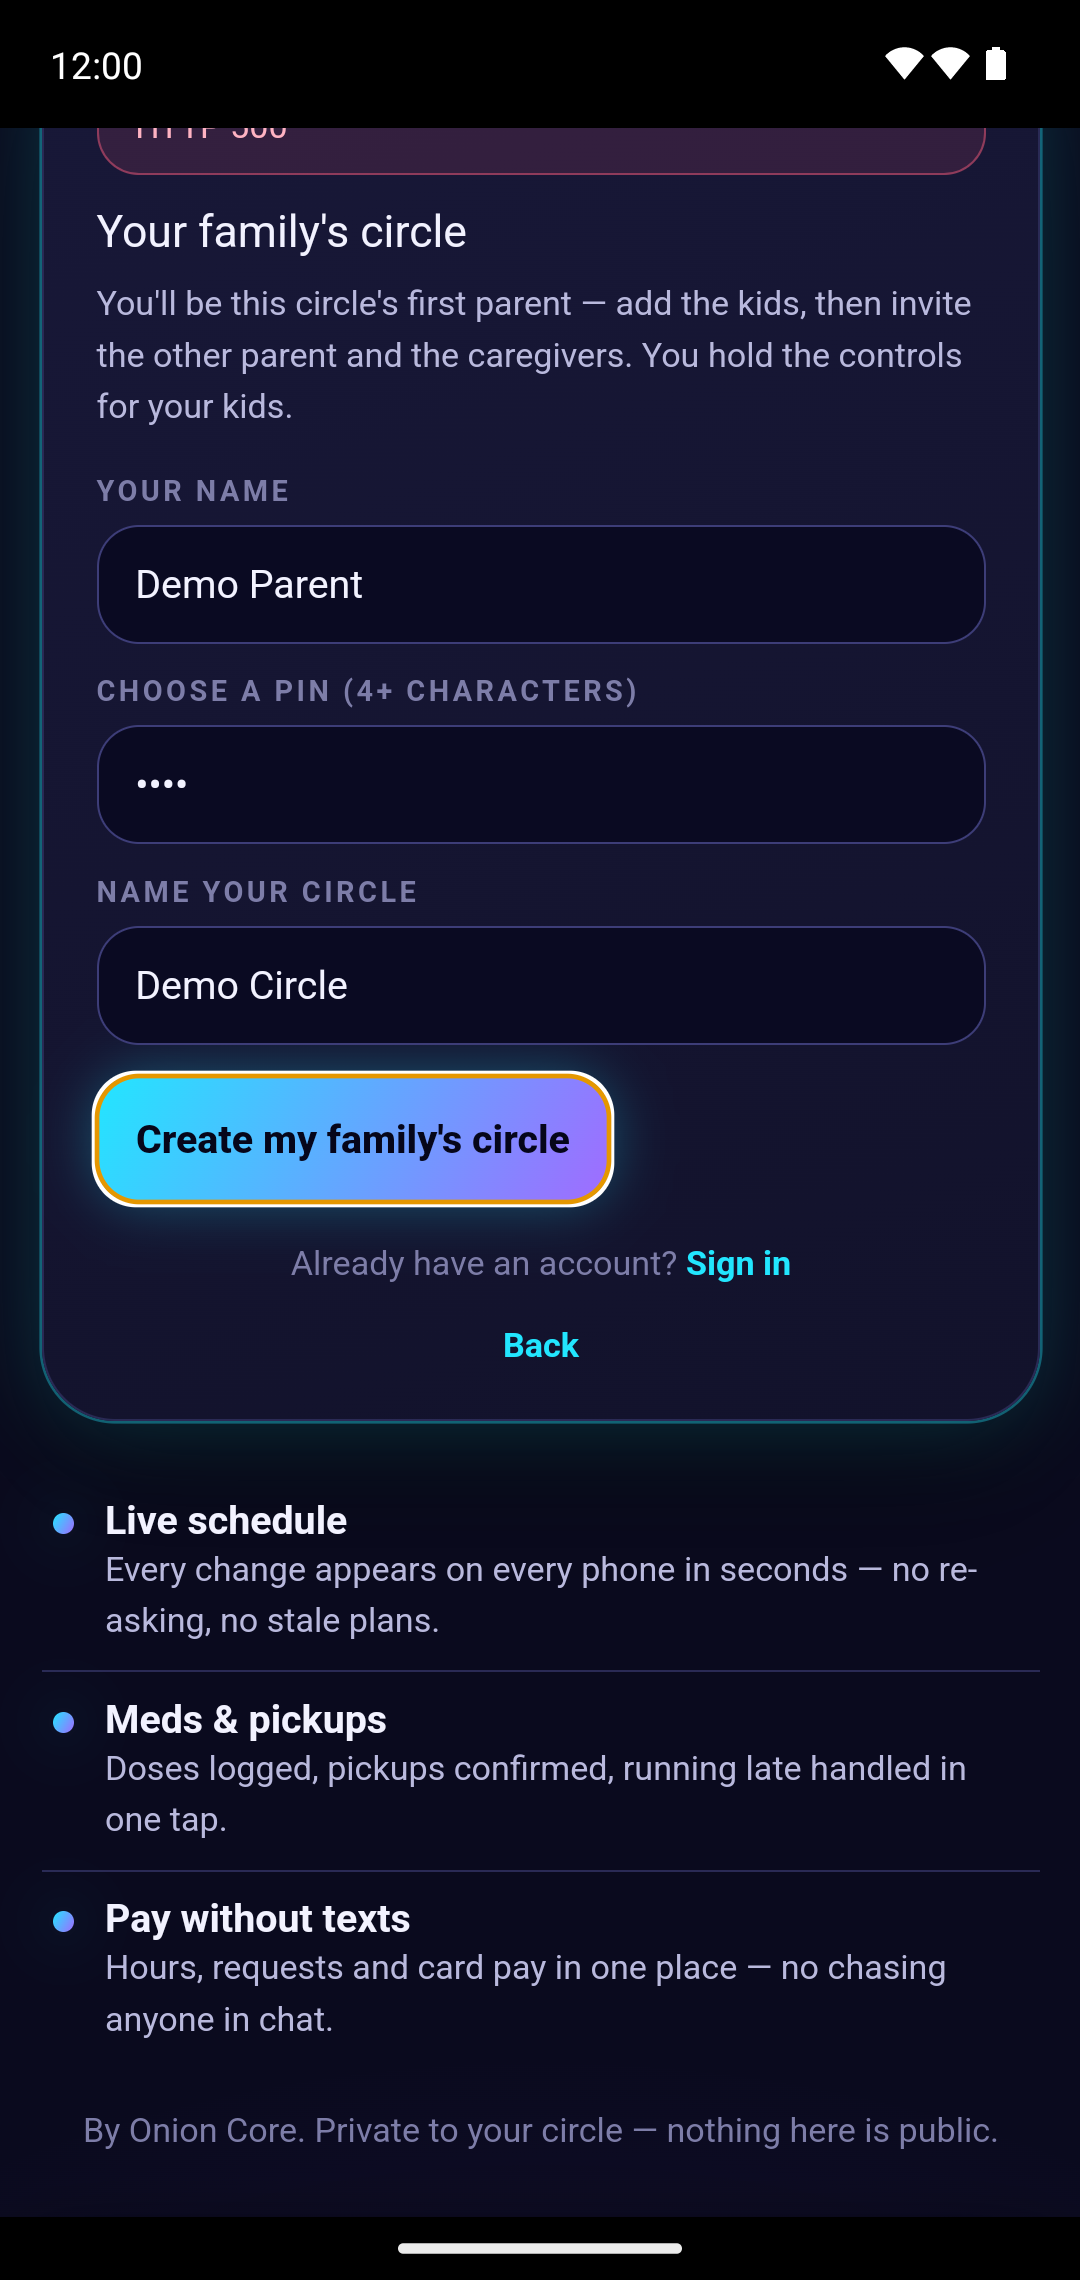 12:00
HTTP 500
Your family's circle
You'll be this circle's first parent — add the kids, then invite
the other parent and the caregivers. You hold the controls
for your kids.
YOUR NAME
Demo Parent
CHOOSE A PIN (4+ CHARACTERS)
••••
NAME YOUR CIRCLE
Demo Circle
Create my family's circle
Already have an account? Sign in
Back
Live schedule
Every change appears on every phone in seconds — no re-
asking, no stale plans.
Meds & pickups
Doses logged, pickups confirmed, running late handled in
one tap.
Pay without texts
Hours, requests and card pay in one place — no chasing
anyone in chat.
By Onion Core. Private to your circle — nothing here is public.